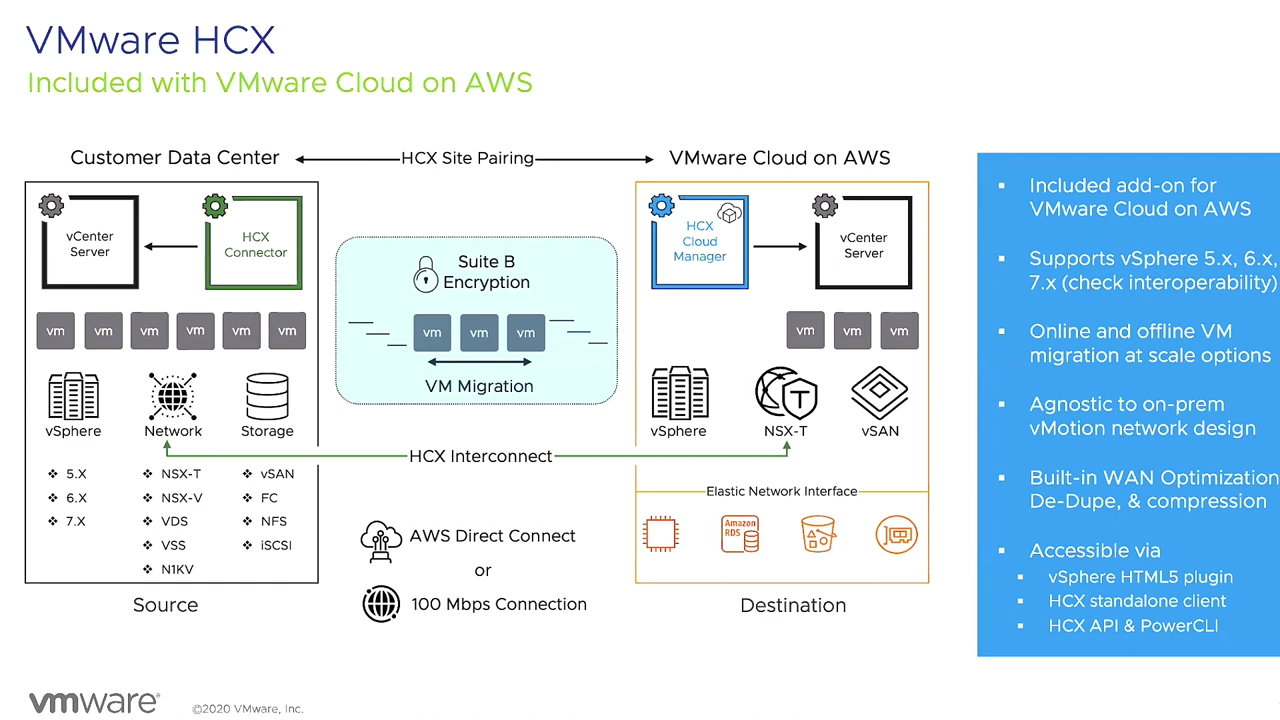 VMware HCX
Included with VMware Cloud on AWS
Customer Data Center
HCX Site Pairing
VMware Cloud on AWS
vCenter
Server
HCX
Connector
vm
vm
vm
vm
vm
vm
vSphere
Network
Storage
❖ 5.X
❖ 6.X
❖ 7.X
❖ NSX-T
❖ NSX-V
❖ VDS
❖ VSS
❖ N1KV
❖ vSAN
❖ FC
❖ NFS
❖ iSCSI
Source
Suite B
Encryption
vm
vm
vm
VM Migration
HCX Interconnect
AWS Direct Connect
or
100 Mbps Connection
HCX
Cloud
Manager
vCenter
Server
vm
vm
vm
vSphere
T
NSX-T
vSAN
Elastic Network Interface
Amazon
RDS
Destination
▪ Included add-on for
VMware Cloud on AWS
▪ Supports vSphere 5.x, 6.x,
7.x (check interoperability)
▪ Online and offline VM
migration at scale options
▪ Agnostic to on-prem
vMotion network design
▪ Built-in WAN Optimization
De-Dupe, & compression
▪ Accessible via
▪ vSphere HTML5 plugin
▪ HCX standalone client
▪ HCX API & PowerCLI
vmware®
©2020 VMware, Inc.